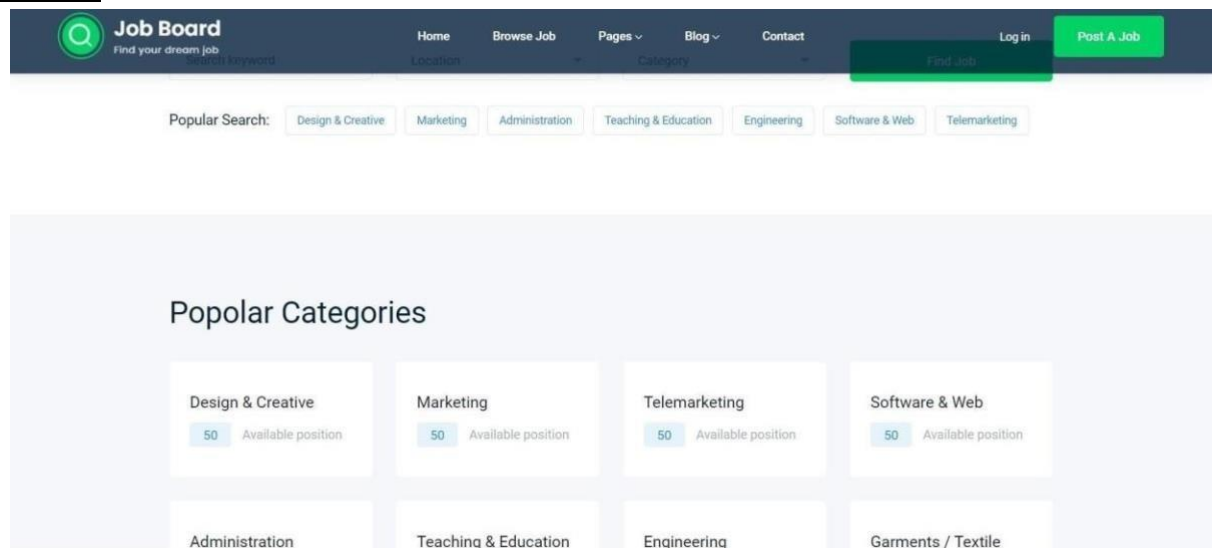 Job Board
Find your dream job
Home Browse Job Pages Blog Contact Log in Post A Job
Search keyword Location Category Find Job
Popular Search: Design & Creative Marketing Administration Teaching & Education Engineering Software & Web Telemarketing
Popolar Categories
Design & Creative Marketing Telemarketing Software & Web
50 Available position 50 Available position 50 Available position 50 Available position
Administration Teaching & Education Engineering Garments / Textile